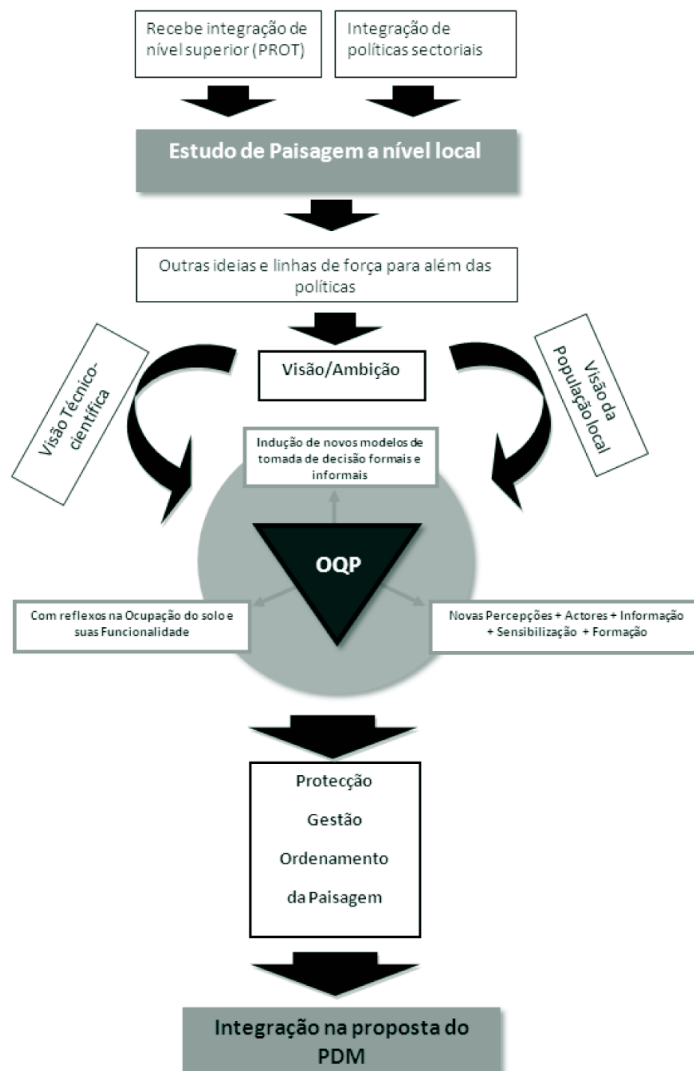 Recebe integração de
nível superior (PROT)
Integração de
políticas sectoriais
Estudo de Paisagem a nível local
Outras ideias e linhas de força para além das
políticas
Visão/Ambição
Visão Técnico-
científica
Visão da
População local
Indução de novos modelos de
tomada de decisão formais e
informais
OQP
Com reflexos na Ocupação do solo e
suas Funcionalidade
Novas Percepções + Actores + Informação
+ Sensibilização + Formação
Protecção
Gestão
Ordenamento
da Paisagem
Integração na proposta do
PDM